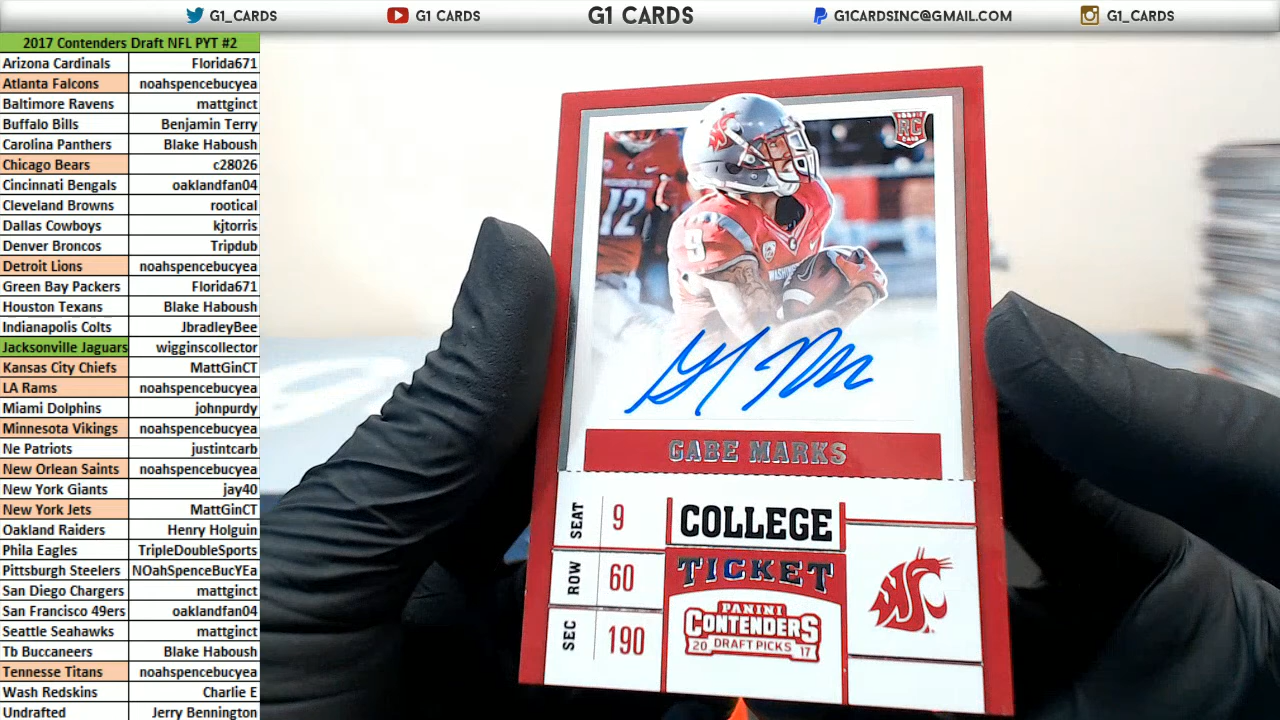 G1_CARDS G1 CARDS G1 CARDS G1CARDSINC@GMAIL.COM G1_CARDS
2017 Contenders Draft NFL PYT #2
Arizona Cardinals Florida671
Atlanta Falcons noahspencebucyea
Baltimore Ravens mattginct
Buffalo Bills Benjamin Terry
Carolina Panthers Blake Haboush
Chicago Bears c28026
Cincinnati Bengals oaklandfan04
Cleveland Browns rootical
Dallas Cowboys kjtorris
Denver Broncos Tripdub
Detroit Lions noahspencebucyea
Green Bay Packers Florida671
Houston Texans Blake Haboush
Indianapolis Colts JbradleyBee
Jacksonville Jaguars wigginscollector
Kansas City Chiefs MattGinCT
LA Rams noahspencebucyea
Miami Dolphins johnpurdy
Minnesota Vikings noahspencebucyea
Ne Patriots justintcarb
New Orlean Saints noahspencebucyea
New York Giants jay40
New York Jets MattGinCT
Oakland Raiders Henry Holguin
Phila Eagles TripleDoubleSports
Pittsburgh Steelers NOahSpenceBucYEa
San Diego Chargers mattginct
San Francisco 49ers oaklandfan04
Seattle Seahawks mattginct
Tb Buccaneers Blake Haboush
Tennesse Titans noahspencebucyea
Wash Redskins Charlie E
Undrafted Jerry Bennington
RC
12
9
GABE MARKS
SEAT 9
ROW 60
SEC 190
COLLEGE
TICKET
PANINI
CONTENDERS
20 DRAFT PICKS 17